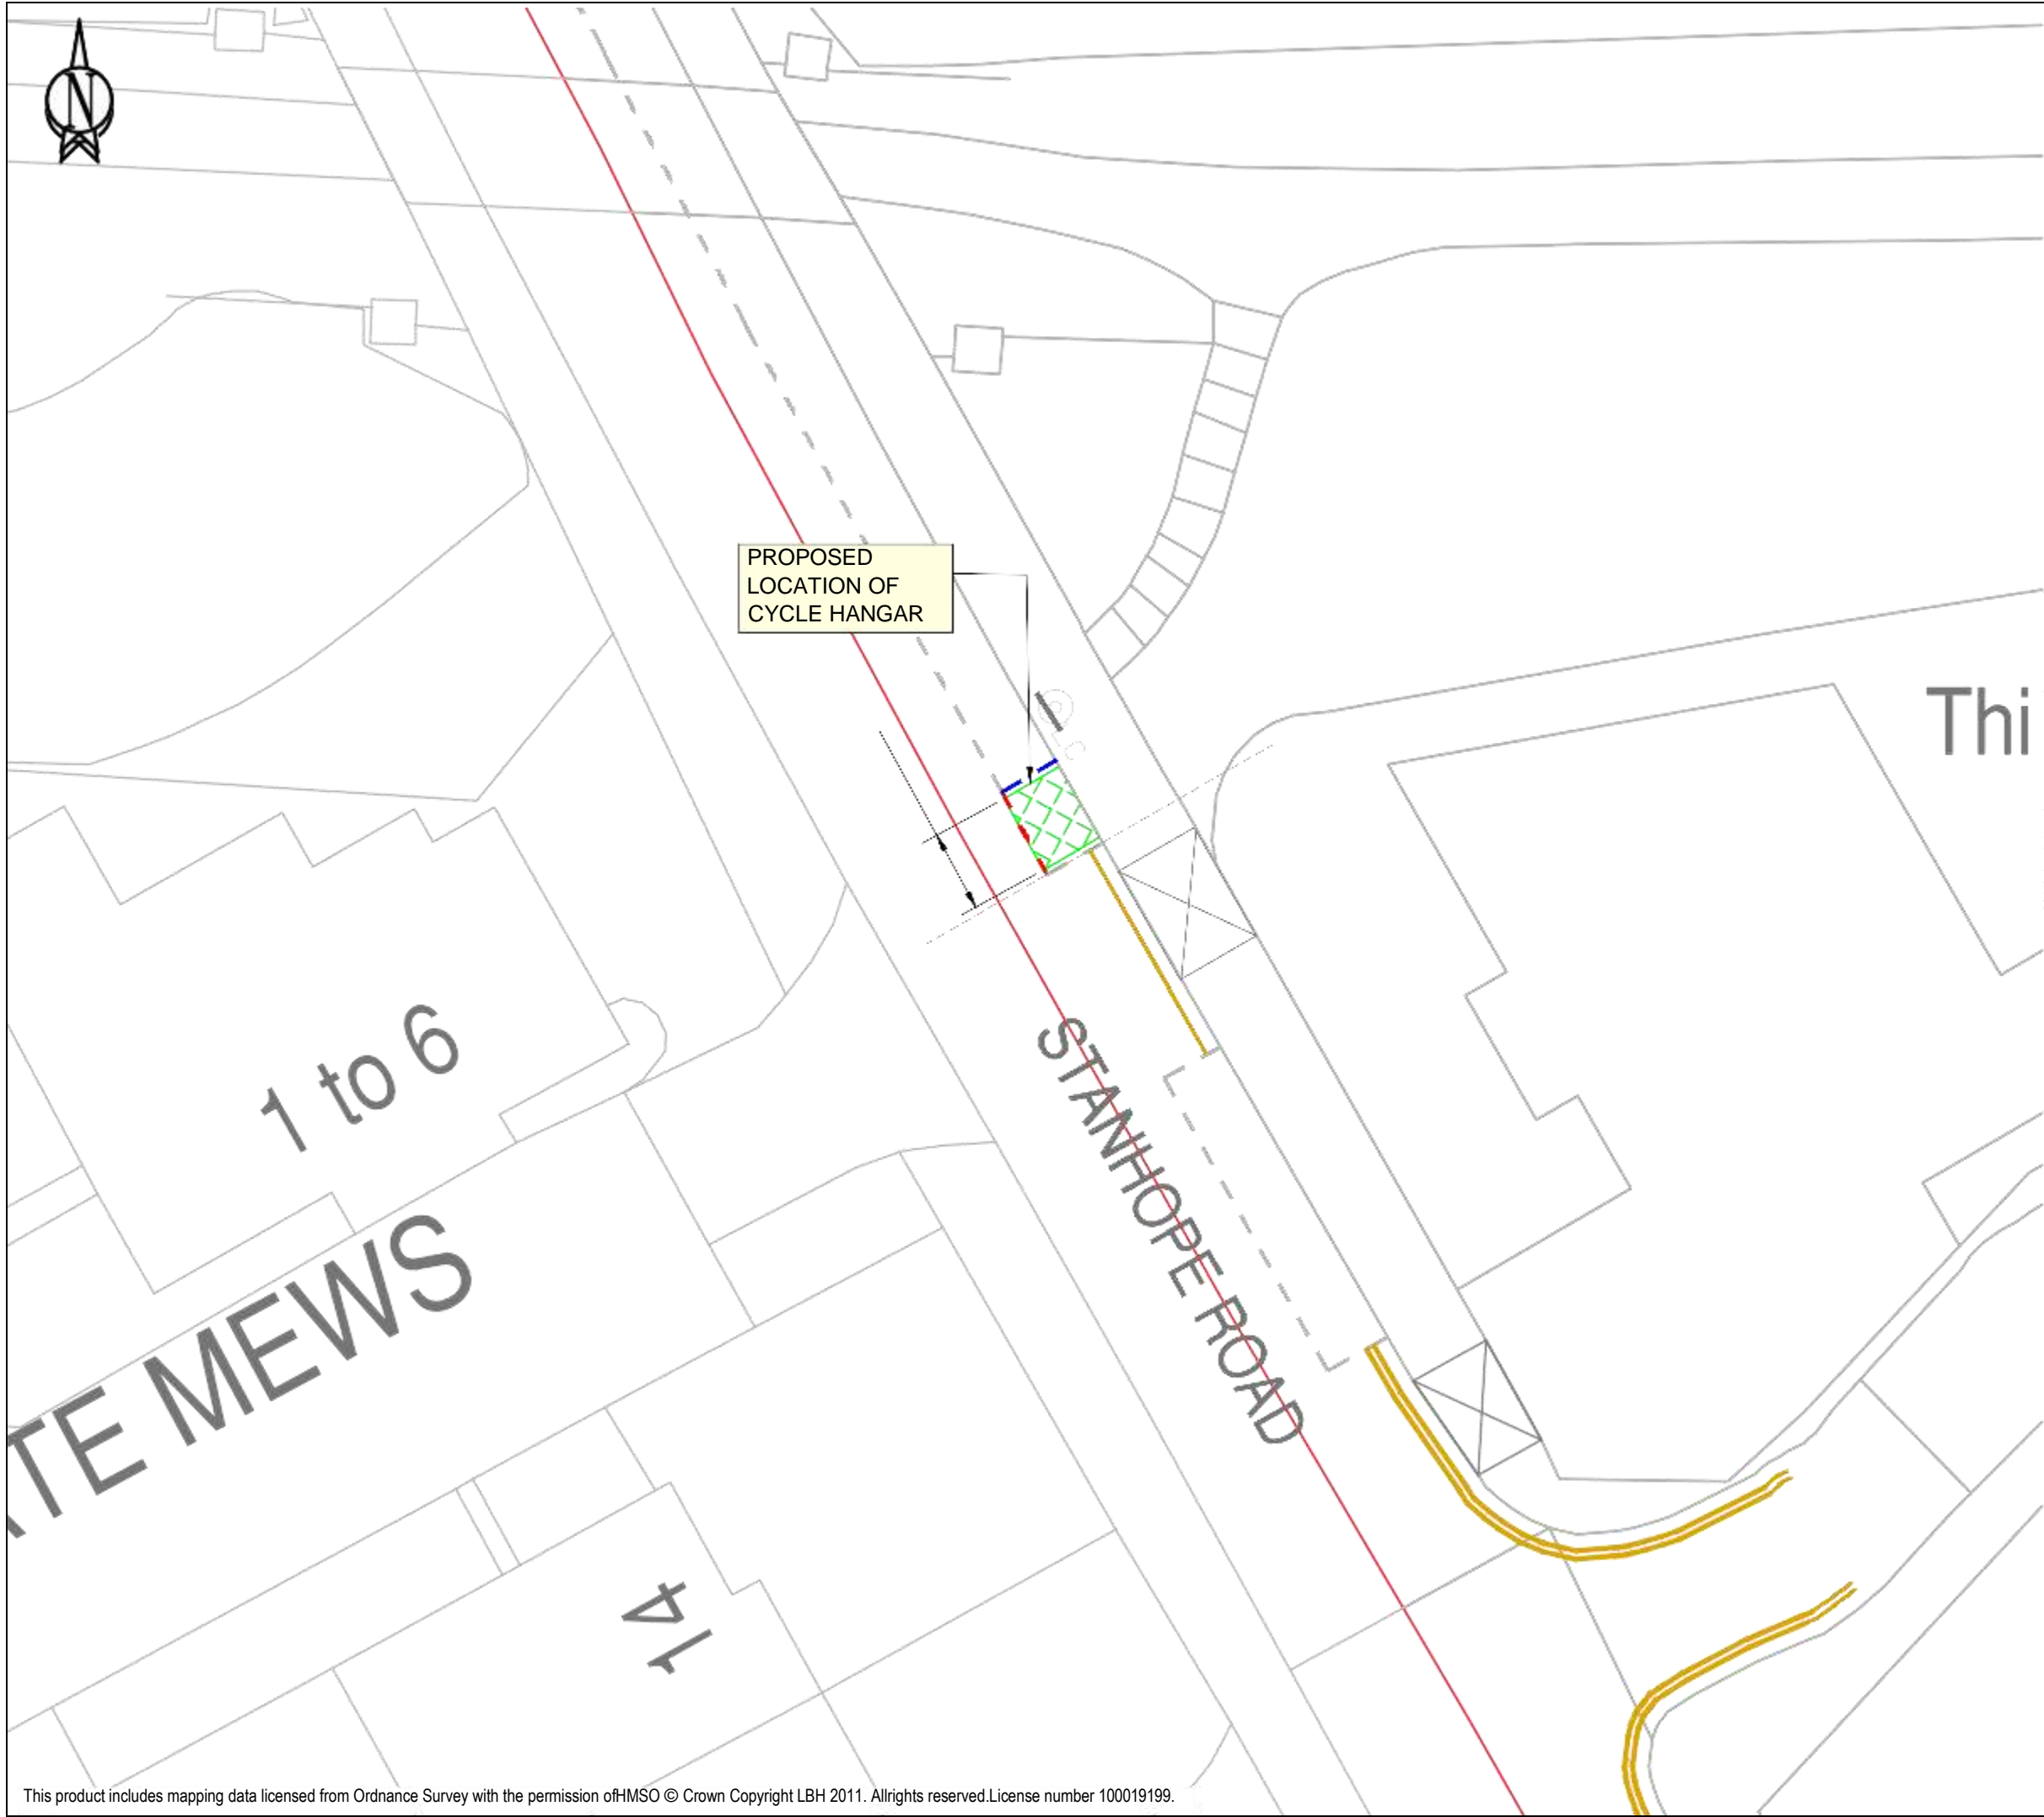 N
PROPOSED
LOCATION OF
CYCLE HANGAR
Thi
1 to 6
STANHOPE ROAD
TE MEWS
14
This product includes mapping data licensed from Ordnance Survey with the permission ofHMSO © Crown Copyright LBH 2011. Allrights reserved.License number 100019199.